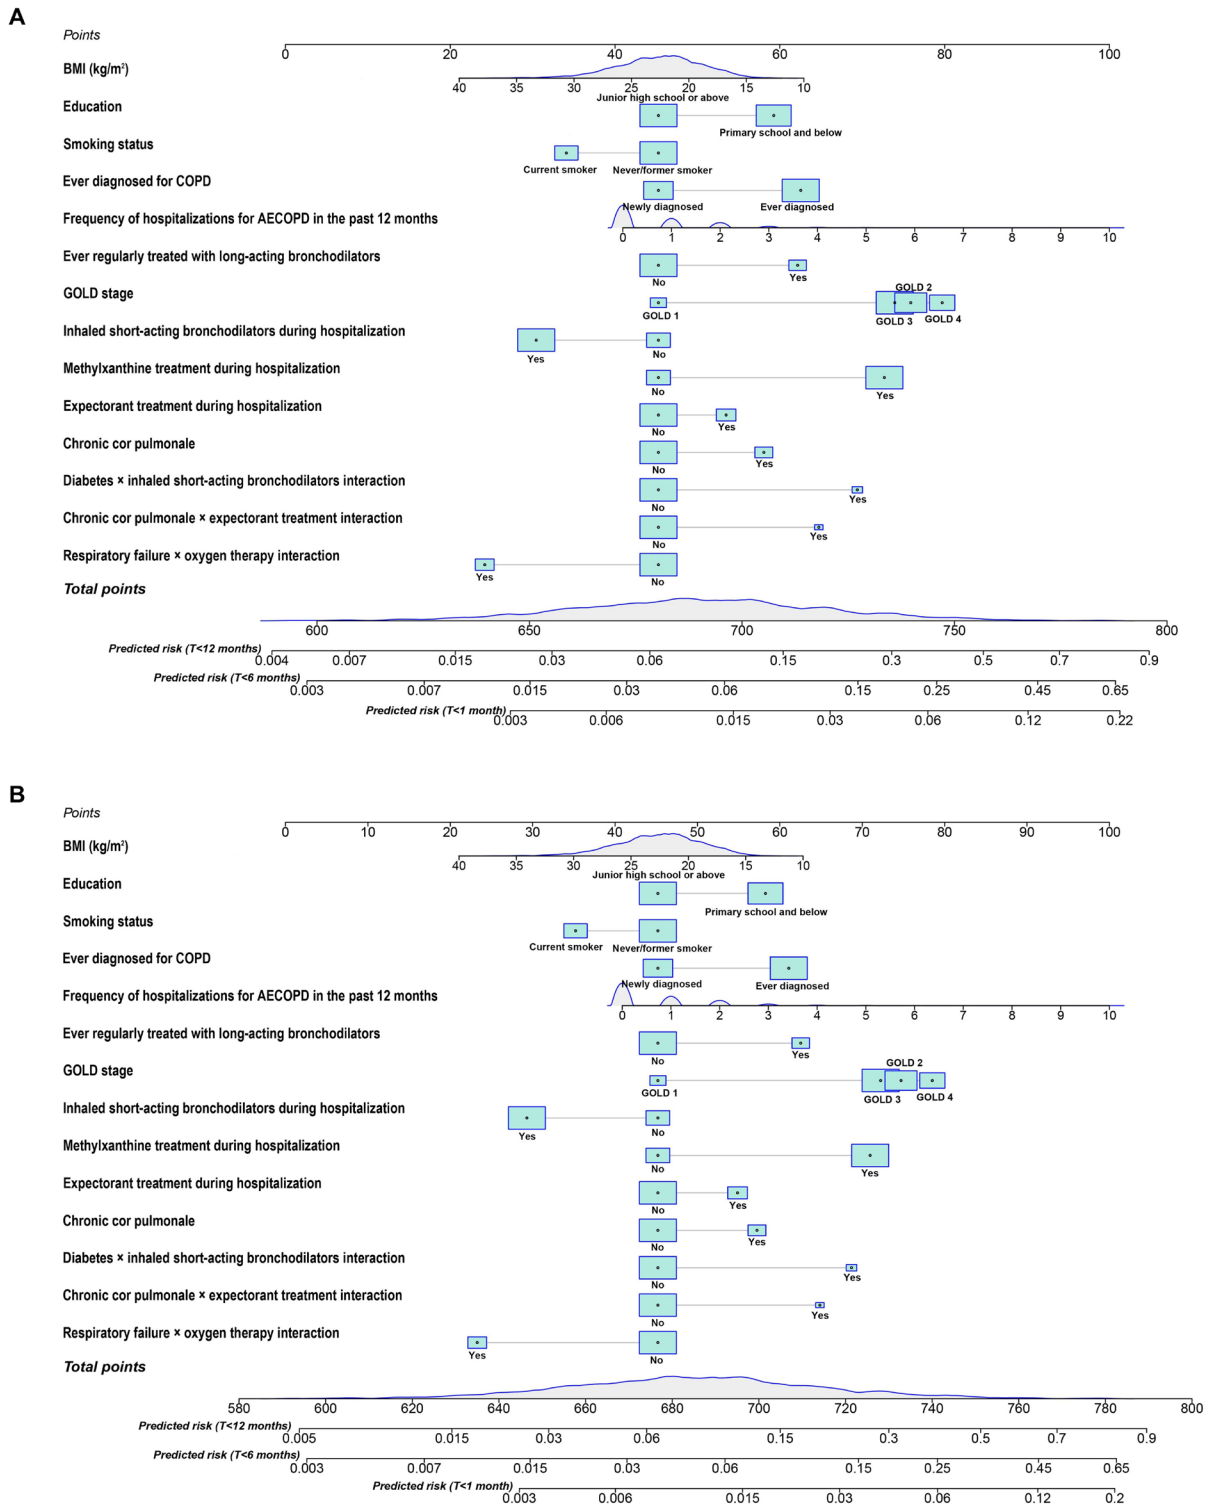 A
Points
0 20 40 60 80 100
BMI (kg/m²)
40 35 30 25 20 15 10
Junior high school or above
Education
Primary school and below
Smoking status
Current smoker Never/former smoker
Ever diagnosed for COPD
Newly diagnosed Ever diagnosed
Frequency of hospitalizations for AECOPD in the past 12 months
0 1 2 3 4 5 6 7 8 9 10
Ever regularly treated with long-acting bronchodilators
No Yes
GOLD stage
GOLD 2
GOLD 1 GOLD 3 GOLD 4
Inhaled short-acting bronchodilators during hospitalization
Yes No
Methylxanthine treatment during hospitalization
No Yes
Expectorant treatment during hospitalization
No Yes
Chronic cor pulmonale
No Yes
Diabetes × inhaled short-acting bronchodilators interaction
No Yes
Chronic cor pulmonale × expectorant treatment interaction
No Yes
Respiratory failure × oxygen therapy interaction
Yes No
Total points
600 650 700 750 800
Predicted risk (T<12 months)
0.004 0.007 0.015 0.03 0.06 0.15 0.3 0.5 0.7 0.9
Predicted risk (T<6 months)
0.003 0.007 0.015 0.03 0.06 0.15 0.25 0.45 0.65
Predicted risk (T<1 month)
0.003 0.006 0.015 0.03 0.06 0.12 0.22
B
Points
0 10 20 30 40 50 60 70 80 90 100
BMI (kg/m²)
40 35 30 25 20 15 10
Junior high school or above
Education
Primary school and below
Smoking status
Current smoker Never/former smoker
Ever diagnosed for COPD
Newly diagnosed Ever diagnosed
Frequency of hospitalizations for AECOPD in the past 12 months
0 1 2 3 4 5 6 7 8 9 10
Ever regularly treated with long-acting bronchodilators
No Yes
GOLD stage
GOLD 2
GOLD 1 GOLD 3 GOLD 4
Inhaled short-acting bronchodilators during hospitalization
Yes No
Methylxanthine treatment during hospitalization
No Yes
Expectorant treatment during hospitalization
No Yes
Chronic cor pulmonale
No Yes
Diabetes × inhaled short-acting bronchodilators interaction
No Yes
Chronic cor pulmonale × expectorant treatment interaction
No Yes
Respiratory failure × oxygen therapy interaction
Yes No
Total points
580 600 620 640 660 680 700 720 740 760 780 800
Predicted risk (T<12 months)
0.005 0.015 0.03 0.06 0.15 0.3 0.5 0.7 0.9
Predicted risk (T<6 months)
0.003 0.007 0.015 0.03 0.06 0.15 0.25 0.45 0.65
Predicted risk (T<1 month)
0.003 0.006 0.015 0.03 0.06 0.12 0.2